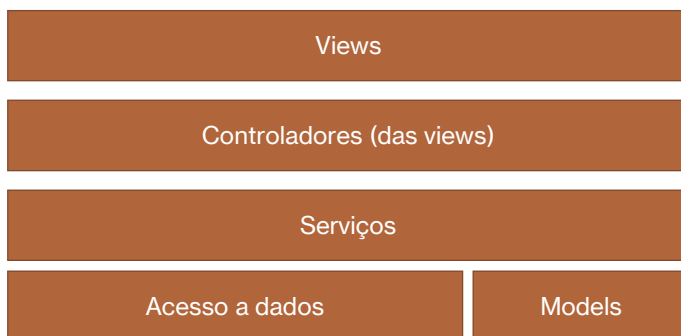 Views
Controladores (das views)
Serviços
Acesso a dados
Models